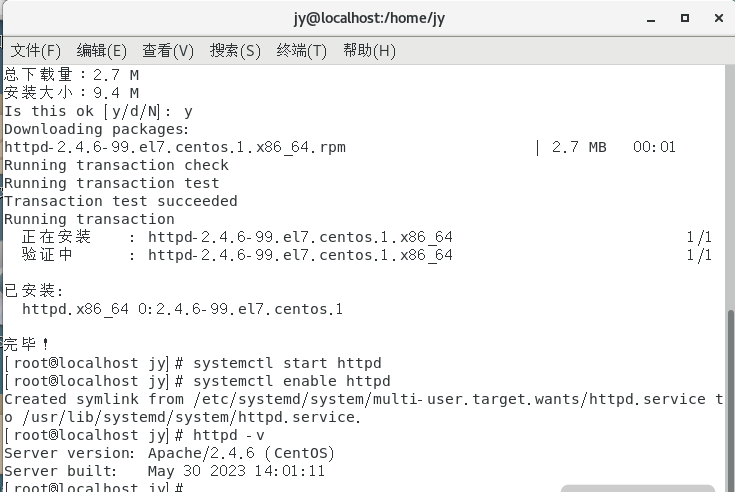 jy@localhost:/home/jy
文件(F) 编辑(E) 查看(V) 搜索(S) 终端(T) 帮助(H)
总下载量：2.7 M
安装大小：9.4 M
Is this ok [y/d/N]: y
Downloading packages:
httpd-2.4.6-99.el7.centos.1.x86_64.rpm | 2.7 MB 00:01
Running transaction check
Running transaction test
Transaction test succeeded
Running transaction
正在安装 : httpd-2.4.6-99.el7.centos.1.x86_64 1/1
验证中 : httpd-2.4.6-99.el7.centos.1.x86_64 1/1
已安装:
httpd.x86_64 0:2.4.6-99.el7.centos.1
完毕！
[root@localhost jy]# systemctl start httpd
[root@localhost jy]# systemctl enable httpd
Created symlink from /etc/systemd/system/multi-user.target.wants/httpd.service t
o /usr/lib/systemd/system/httpd.service.
[root@localhost jy]# httpd -v
Server version: Apache/2.4.6 (CentOS)
Server built: May 30 2023 14:01:11
[root@localhost jy]#